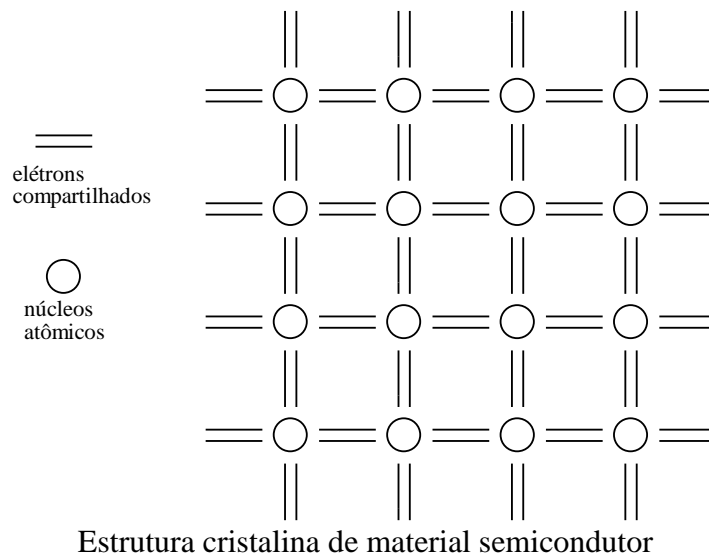 elétrons
compartilhados
núcleos
atômicos
Estrutura cristalina de material semicondutor